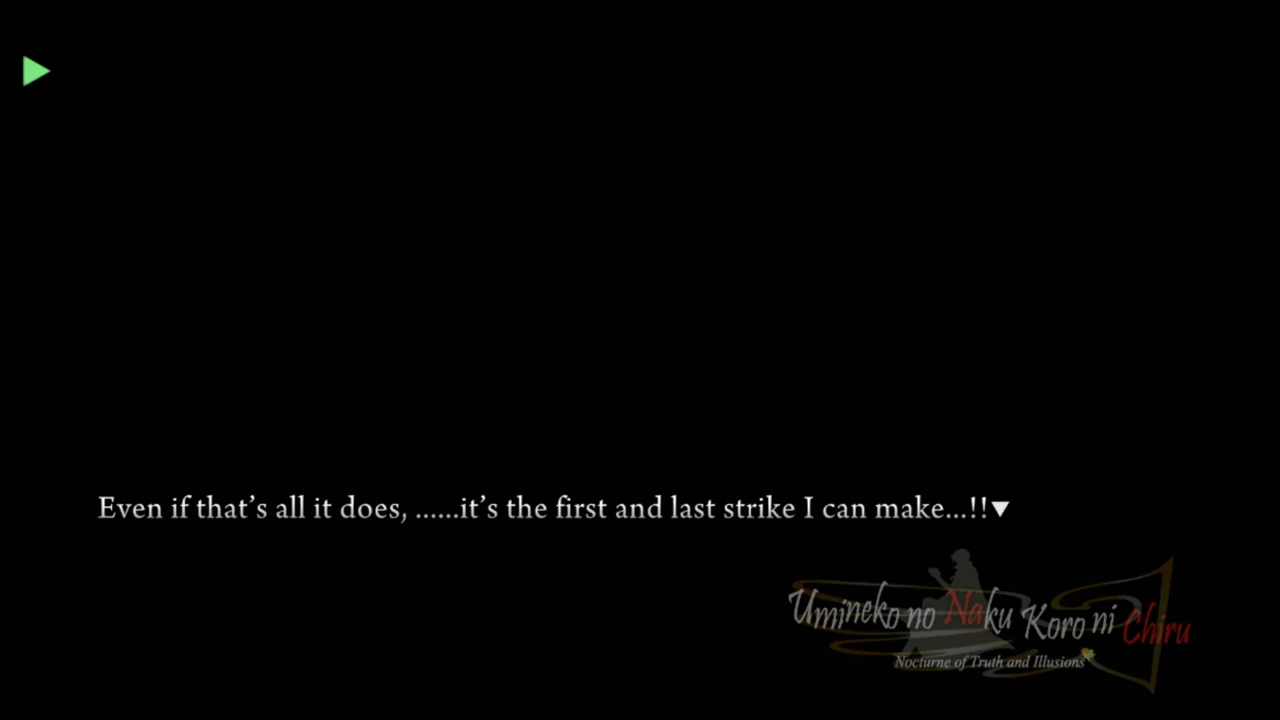 Even if that's all it does, ......it's the first and last strike I can make...!!
Umineko no Naku Koro ni Chiru
Nocturne of Truth and Illusions